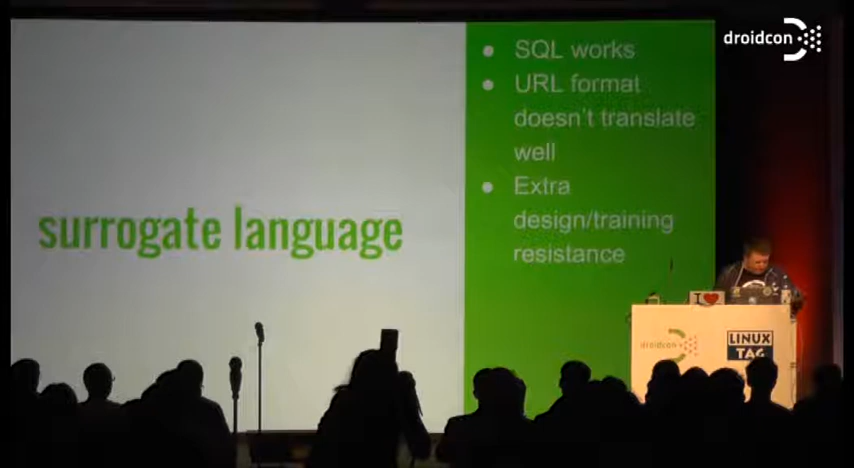 surrogate language
● SQL works
● URL format
doesn't translate
well
● Extra
design/training
resistance
droidcon
I
droidcon
LINUX
TAG